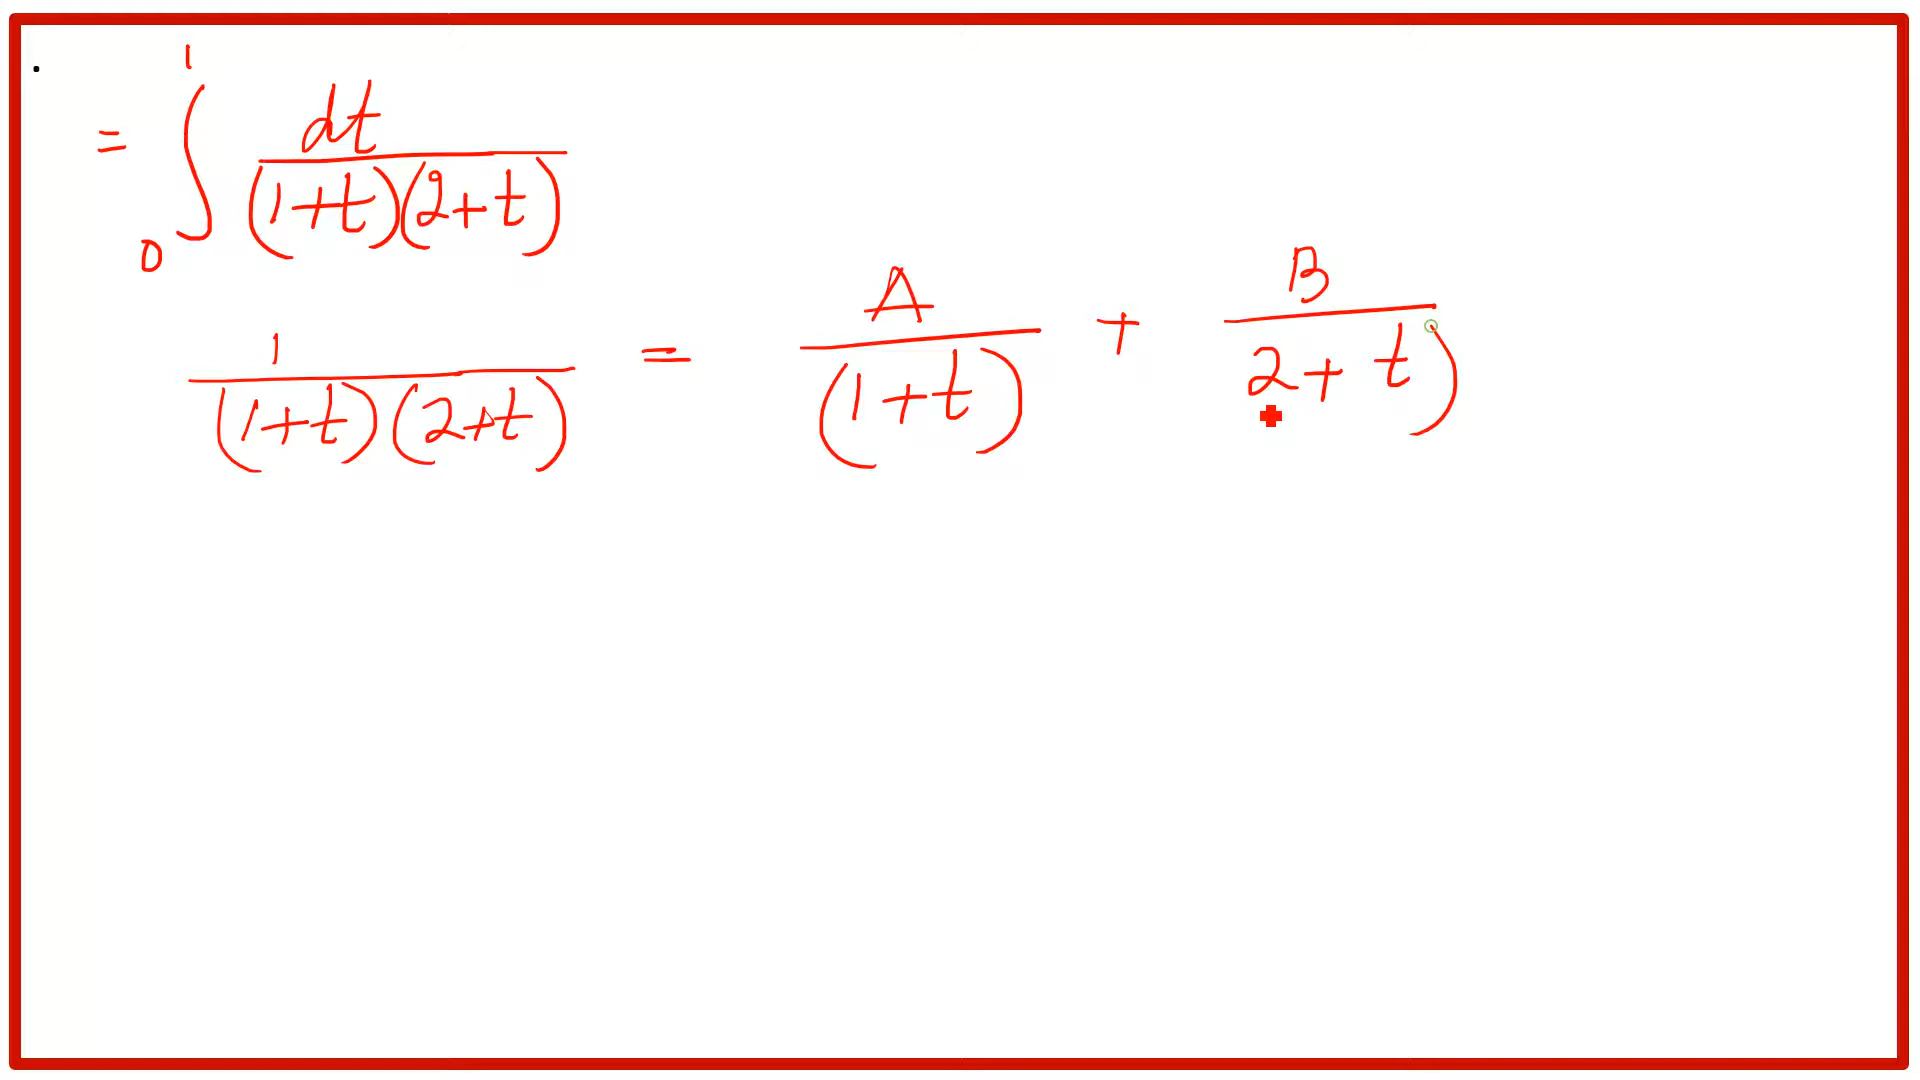 = ∫₀¹ dt / (1+t)(2+t)
1 / (1+t)(2+t) = A / (1+t) + B / 2+t)